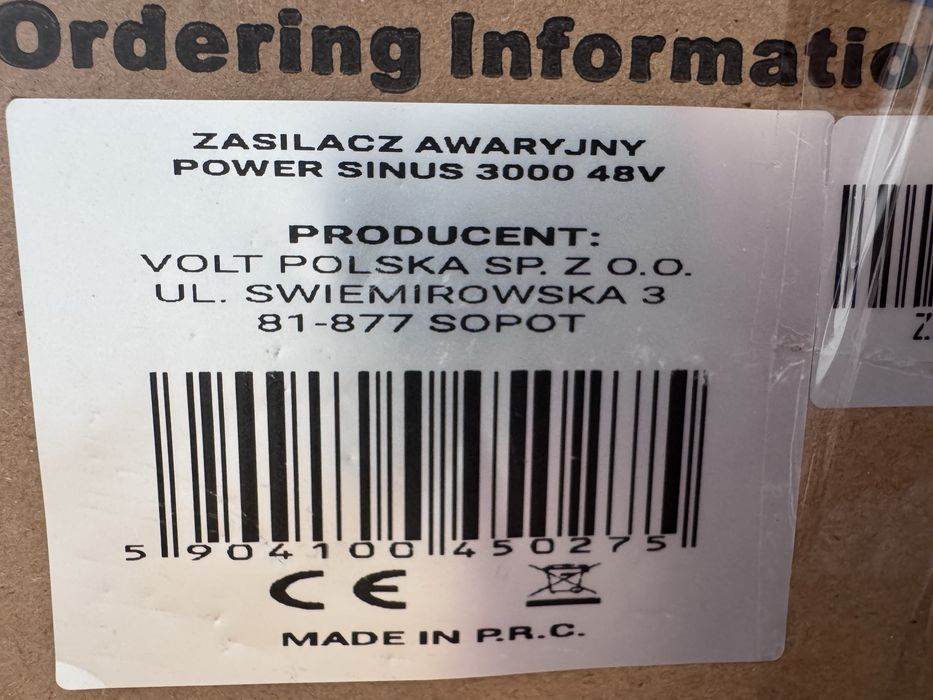 Ordering Informatio
ZASILACZ AWARYJNY
POWER SINUS 3000 48V
PRODUCENT:
VOLT POLSKA SP. Z O.O.
UL. SWIEMIROWSKA 3
81-877 SOPOT
5 904100 450275
CE
MADE IN P.R.C.